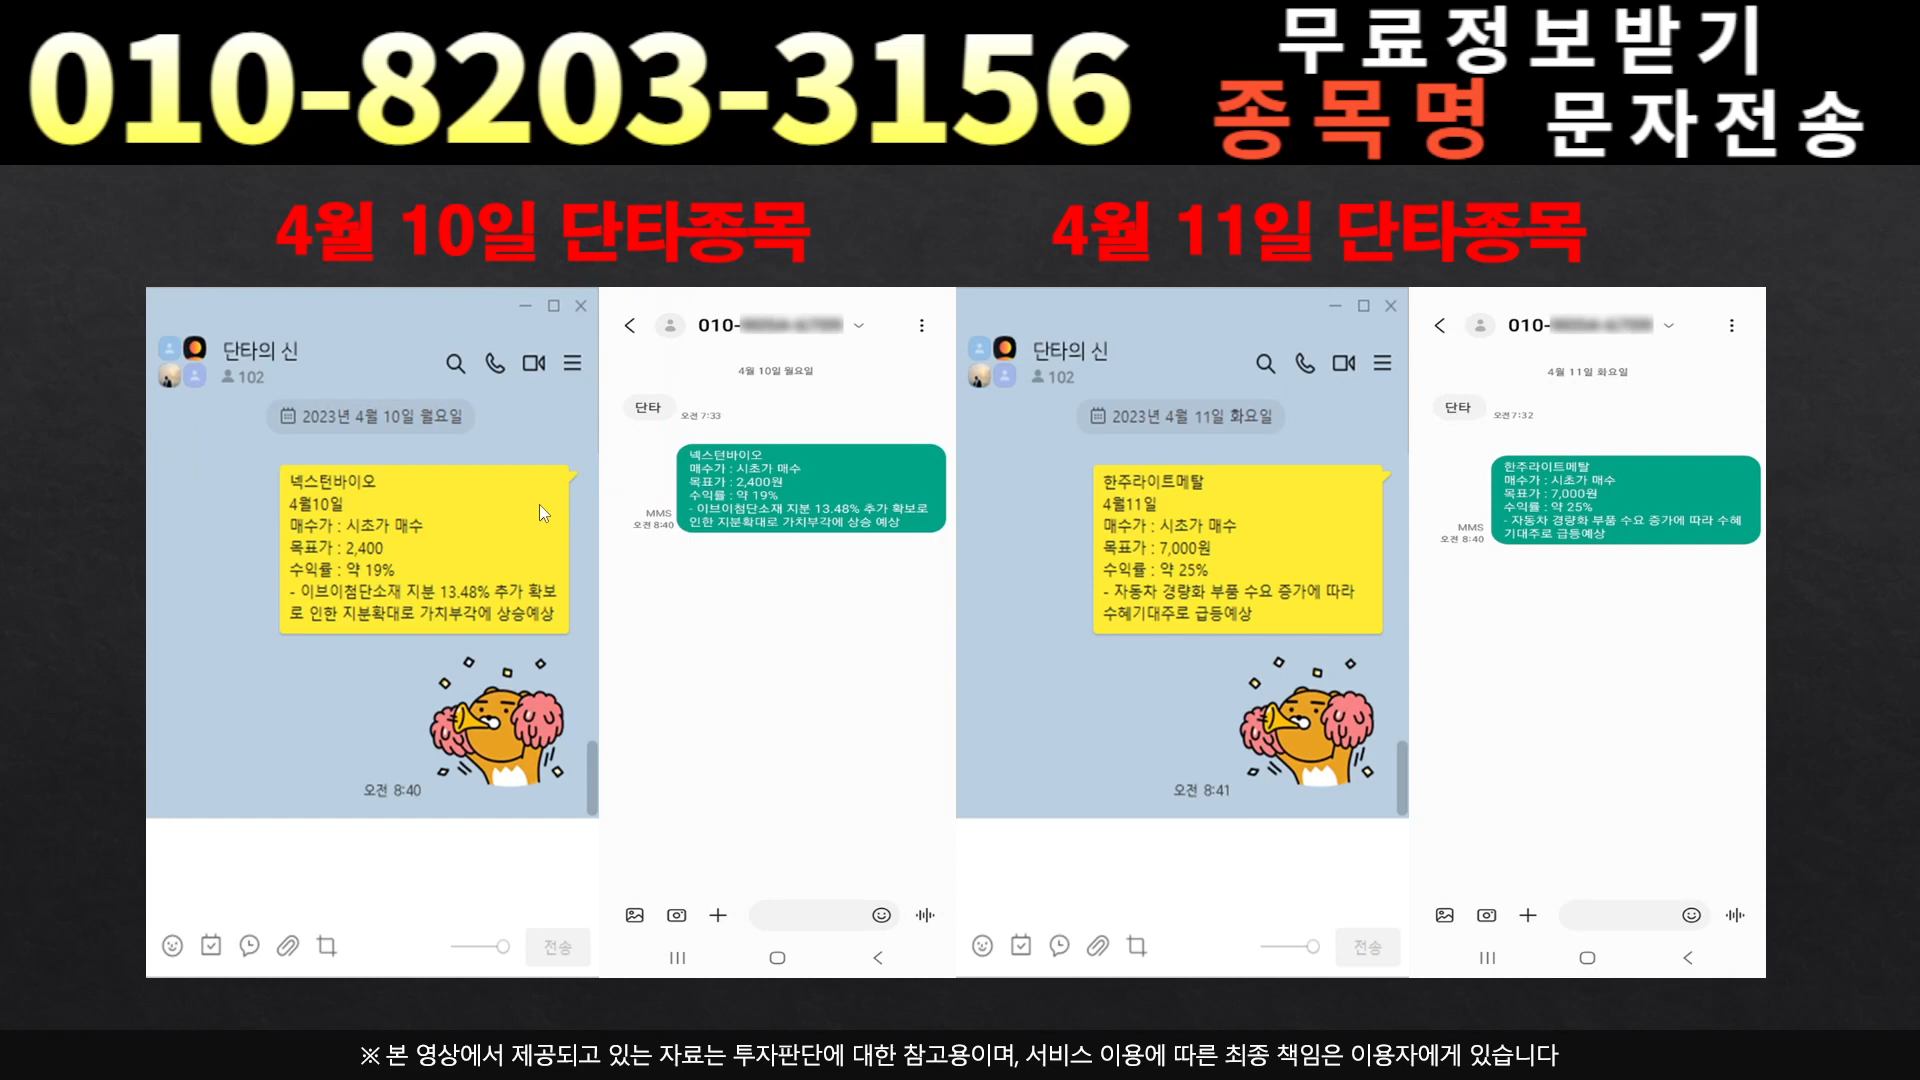 010-8203-3156
무료정보받기
종목명 문자전송
4월 10일 단타종목
4월 11일 단타종목
단타의 신
102
2023년 4월 10일 월요일
넥스턴바이오
4월10일
매수가 : 시초가 매수
목표가 : 2,400
수익률 : 약 19%
- 이브이첨단소재 지분 13.48% 추가 확보
로 인한 지분확대로 가치부각에 상승예상
오전 8:40
전송
010-
4월 10일 월요일
단타
오전 7:33
넥스턴바이오
매수가 : 시초가 매수
목표가 : 2,400원
수익률 : 약 19%
- 이브이첨단소재 지분 13.48% 추가 확보로
인한 지분확대로 가치부각에 상승 예상
MMS
오전 8:40
단타의 신
102
2023년 4월 11일 화요일
한주라이트메탈
4월11일
매수가 : 시초가 매수
목표가 : 7,000원
수익률 : 약 25%
- 자동차 경량화 부품 수요 증가에 따라
수혜기대주로 급등예상
오전 8:41
전송
010-
4월 11일 화요일
단타
오전 7:32
한주라이트메탈
매수가 : 시초가 매수
목표가 : 7,000원
수익률 : 약 25%
- 자동차 경량화 부품 수요 증가에 따라 수혜
기대주로 급등예상
MMS
오전 8:40
※ 본 영상에서 제공되고 있는 자료는 투자판단에 대한 참고용이며, 서비스 이용에 따른 최종 책임은 이용자에게 있습니다